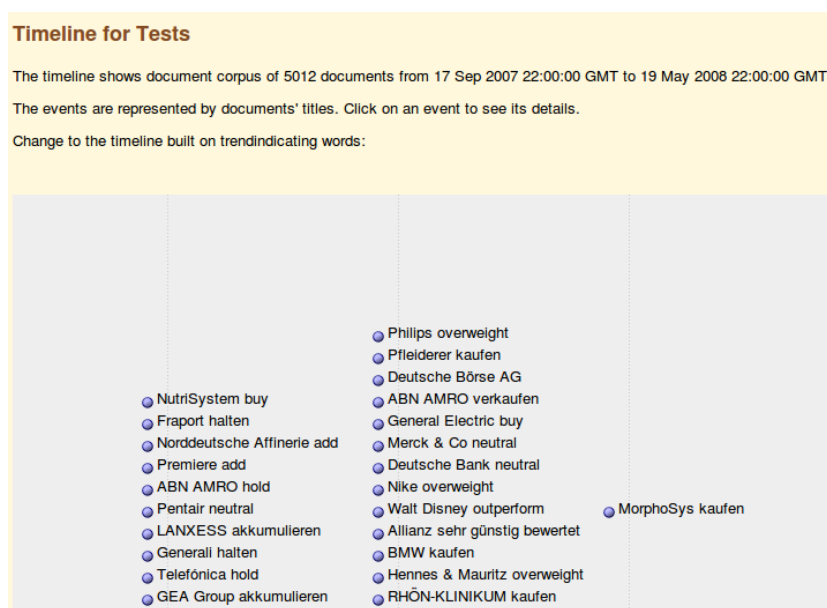 Timeline for Tests
The timeline shows document corpus of 5012 documents from 17 Sep 2007 22:00:00 GMT to 19 May 2008 22:00:00 GMT
The events are represented by documents' titles. Click on an event to see its details.
Change to the timeline built on trendindicating words:
Philips overweight
Pfleiderer kaufen
Deutsche Börse AG
NutriSystem buy
ABN AMRO verkaufen
Fraport halten
General Electric buy
Norddeutsche Affinerie add
Merck & Co neutral
Premiere add
Deutsche Bank neutral
ABN AMRO hold
Nike overweight
Pentair neutral
Walt Disney outperform
MorphoSys kaufen
LANXESS akkumulieren
Allianz sehr günstig bewertet
Generali halten
BMW kaufen
Telefónica hold
Hennes & Mauritz overweight
GEA Group akkumulieren
RHÖN-KLINIKUM kaufen